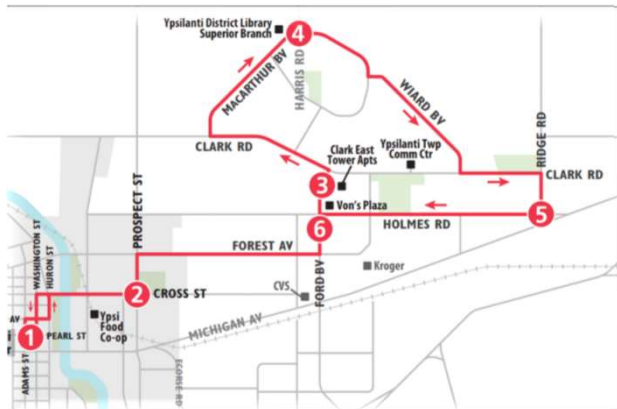 Ypsilanti District Library
Superior Branch
4
MACARTHUR BV
HARRIS RD
WIARD BV
CLARK RD
Clark East
Tower Apts
Ypsilanti Twp
Comm Ctr
RIDGE RD
CLARK RD
3
Von's Plaza
5
HOLMES RD
6
PROSPECT ST
FOREST AV
WASHINGTON ST
HURON ST
FORD BV
Kroger
CVS
2
CROSS ST
Ypsi
Food
Co-op
MICHIGAN AV
AV
1
PEARL ST
ADAMS ST
ECORSE RD